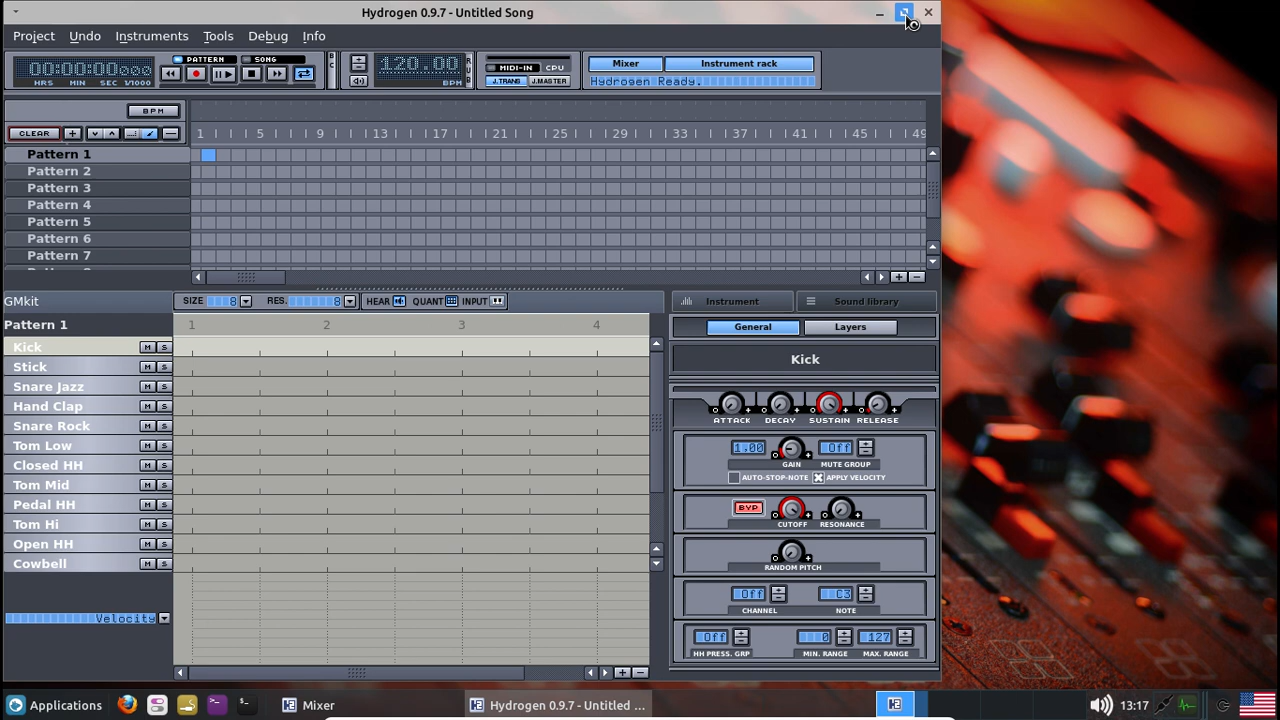 Hydrogen 0.9.7 - Untitled Song
Project Undo Instruments Tools Debug Info
PATTERN SONG
HRS MIN SEC 1/1000
B C
120.00
BPM
R U B
MIDI-IN CPU
J.TRANS J.MASTER
Mixer Instrument rack
Hydrogen Ready.
BPM
CLEAR
1 5 9 13 17 21 25 29 33 37 41 45 49
Pattern 1
Pattern 2
Pattern 3
Pattern 4
Pattern 5
Pattern 6
Pattern 7
GMkit
SIZE 8 RES. 8 HEAR QUANT INPUT
Instrument Sound library
Pattern 1
1 2 3 4
General Layers
Kick M S
Stick M S
Snare Jazz M S
Hand Clap M S
Snare Rock M S
Tom Low M S
Closed HH M S
Tom Mid M S
Pedal HH M S
Tom Hi M S
Open HH M S
Cowbell M S
Velocity
Kick
ATTACK DECAY SUSTAIN RELEASE
1.00 Off
GAIN MUTE GROUP
AUTO-STOP-NOTE APPLY VELOCITY
BYP
CUTOFF RESONANCE
RANDOM PITCH
Off C3
CHANNEL NOTE
Off 0 127
HH PRESS. GRP MIN. RANGE MAX. RANGE
Applications Mixer Hydrogen 0.9.7 - Untitled ... 13:17